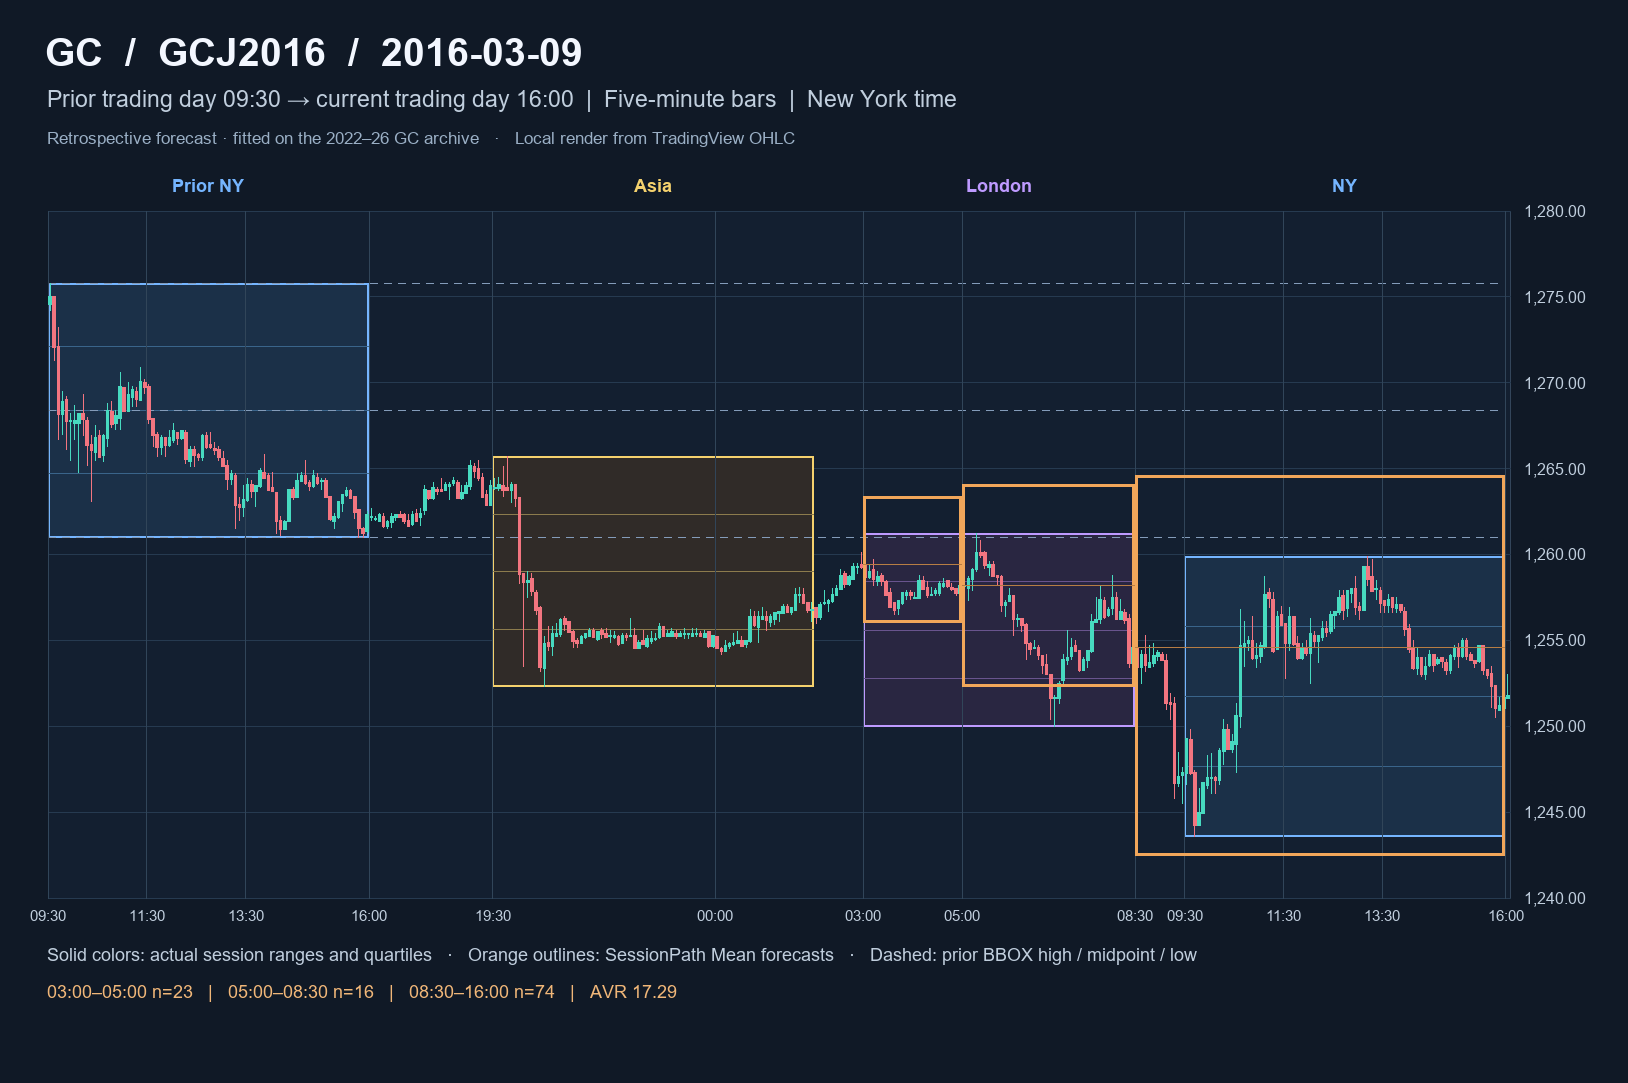 GC / GCJ2016 / 2016-03-09
Prior trading day 09:30 → current trading day 16:00 | Five-minute bars | New York time
Retrospective forecast · fitted on the 2022–26 GC archive · Local render from TradingView OHLC
Prior NY Asia London NY
1,280.00
1,275.00
1,270.00
1,265.00
1,260.00
1,255.00
1,250.00
1,245.00
1,240.00
09:30 11:30 13:30 16:00 19:30 00:00 03:00 05:00 08:30 09:30 11:30 13:30 16:00
Solid colors: actual session ranges and quartiles · Orange outlines: SessionPath Mean forecasts · Dashed: prior BBOX high / midpoint / low
03:00–05:00 n=23 | 05:00–08:30 n=16 | 08:30–16:00 n=74 | AVR 17.29